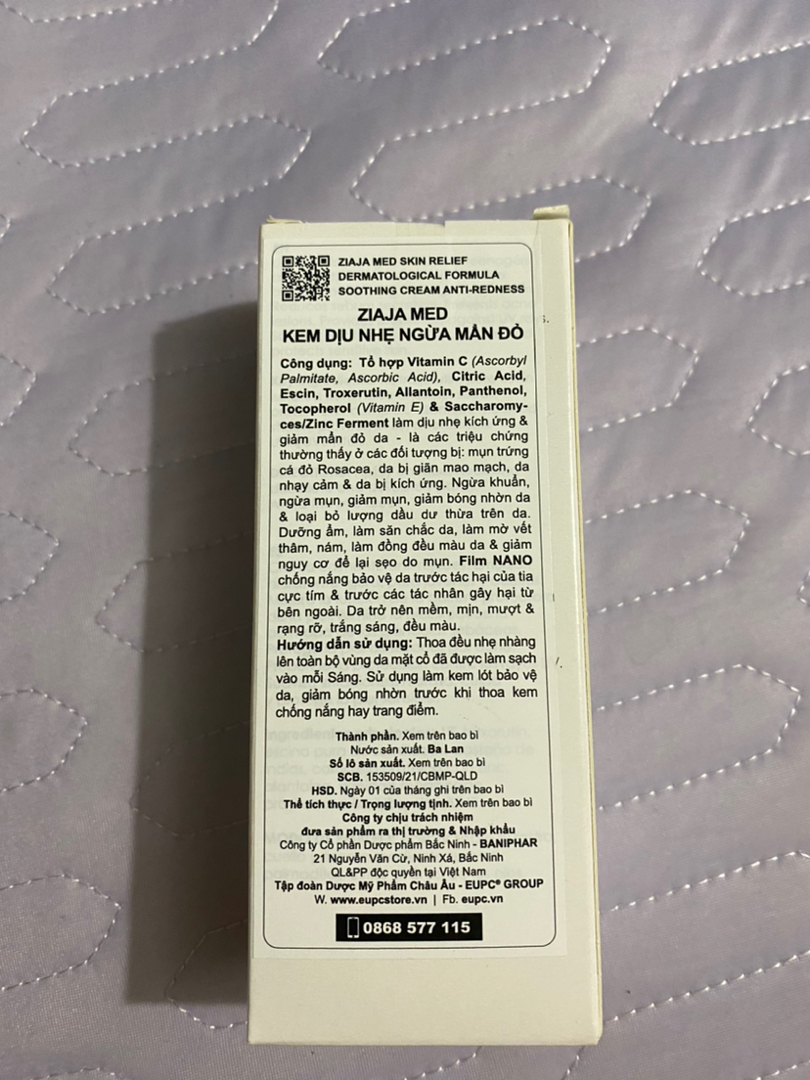 ZIAJA MED SKIN RELIEF
DERMATOLOGICAL FORMULA
SOOTHING CREAM ANTI-REDNESS
ZIAJA MED
KEM DỊU NHẸ NGỪA MẨN ĐỎ
Công dụng: Tổ hợp Vitamin C (Ascorbyl
Palmitate, Ascorbic Acid), Citric Acid,
Escin, Troxerutin, Allantoin, Panthenol,
Tocopherol (Vitamin E) & Saccharomy-
ces/Zinc Ferment làm dịu nhẹ kích ứng &
giảm mẩn đỏ da - là các triệu chứng
thường thấy ở các đối tượng bị: mụn trứng
cá đỏ Rosacea, da bị giãn mao mạch, da
nhạy cảm & da bị kích ứng. Ngừa khuẩn,
ngừa mụn, giảm mụn, giảm bóng nhờn da
& loại bỏ lượng dầu dư thừa trên da.
Dưỡng ẩm, làm săn chắc da, làm mờ vết
thâm, nám, làm đồng đều màu da & giảm
nguy cơ để lại sẹo do mụn. Film NANO
chống nắng bảo vệ da trước tác hại của tia
cực tím & trước các tác nhân gây hại từ
bên ngoài. Da trở nên mềm, mịn, mượt &
rạng rỡ, trắng sáng, đều màu.
Hướng dẫn sử dụng: Thoa đều nhẹ nhàng
lên toàn bộ vùng da mặt cổ đã được làm sạch
vào mỗi Sáng. Sử dụng làm kem lót bảo vệ
da, giảm bóng nhờn trước khi thoa kem
chống nắng hay trang điểm.
Thành phần. Xem trên bao bì
Nước sản xuất. Ba Lan
Số lô sản xuất. Xem trên bao bì
SCB. 153509/21/CBMP-QLD
HSD. Ngày 01 của tháng ghi trên bao bì
Thể tích thực / Trọng lượng tịnh. Xem trên bao bì
Công ty chịu trách nhiệm
đưa sản phẩm ra thị trường & Nhập khẩu
Công ty Cổ phần Dược phẩm Bắc Ninh - BANIPHAR
21 Nguyễn Văn Cừ, Ninh Xá, Bắc Ninh
QL&PP độc quyền tại Việt Nam
Tập đoàn Dược Mỹ Phẩm Châu Âu - EUPC® GROUP
W. www.eupcstore.vn | Fb. eupc.vn
0868 577 115